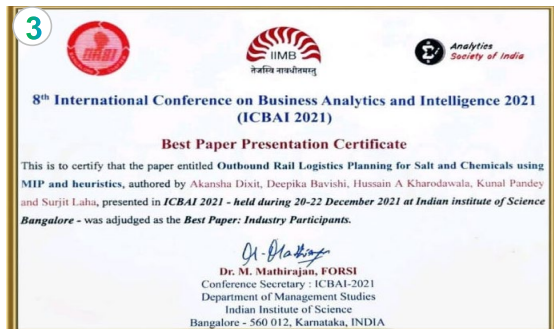 3
ORSI
IIMB
तेजस्वि नावधीतमस्तु
Analytics
Society of India
8th International Conference on Business Analytics and Intelligence 2021
(ICBAI 2021)
Best Paper Presentation Certificate
This is to certify that the paper entitled Outbound Rail Logistics Planning for Salt and Chemicals using
MIP and heuristics, authored by Akansha Dixit, Deepika Bavishi, Hussain A Kharodawala, Kunal Pandey
and Surjit Laha, presented in ICBAI 2021 - held during 20-22 December 2021 at Indian institute of Science
Bangalore - was adjudged as the Best Paper: Industry Participants.
Dr. M. Mathirajan, FORSI
Conference Secretary : ICBAI-2021
Department of Management Studies
Indian Institute of Science
Bangalore - 560 012, Karnataka, INDIA